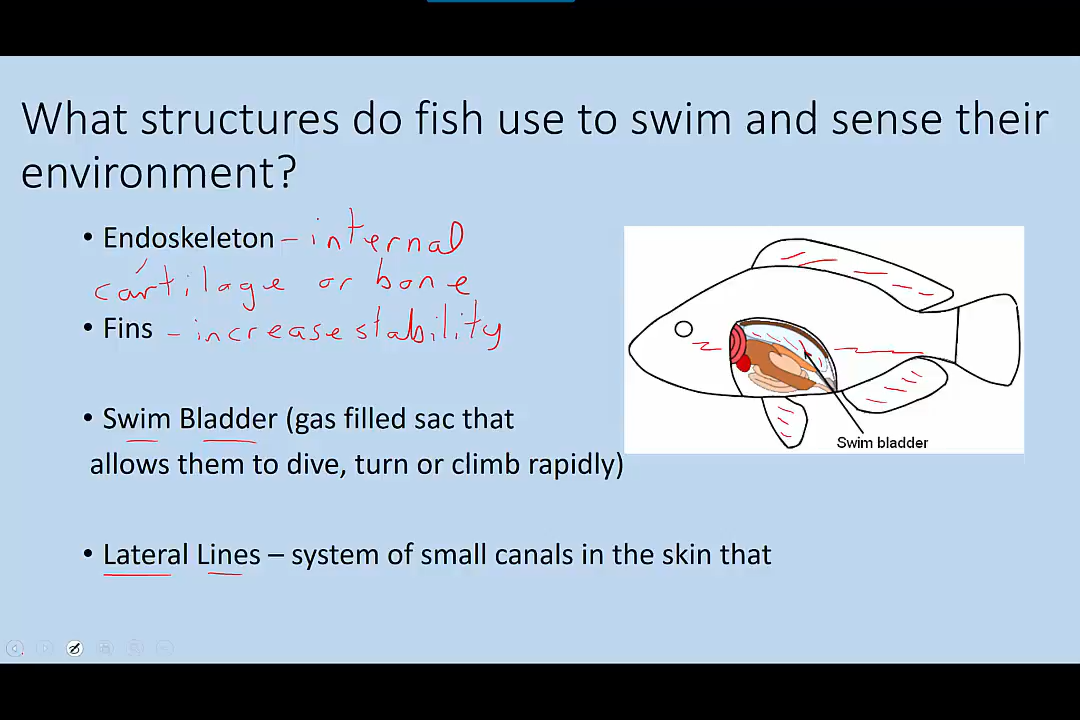 What structures do fish use to swim and sense their
environment?
• Endoskeleton – internal
cartilage or bone
• Fins – increase stability
• Swim Bladder (gas filled sac that
allows them to dive, turn or climb rapidly)
Swim bladder
• Lateral Lines – system of small canals in the skin that